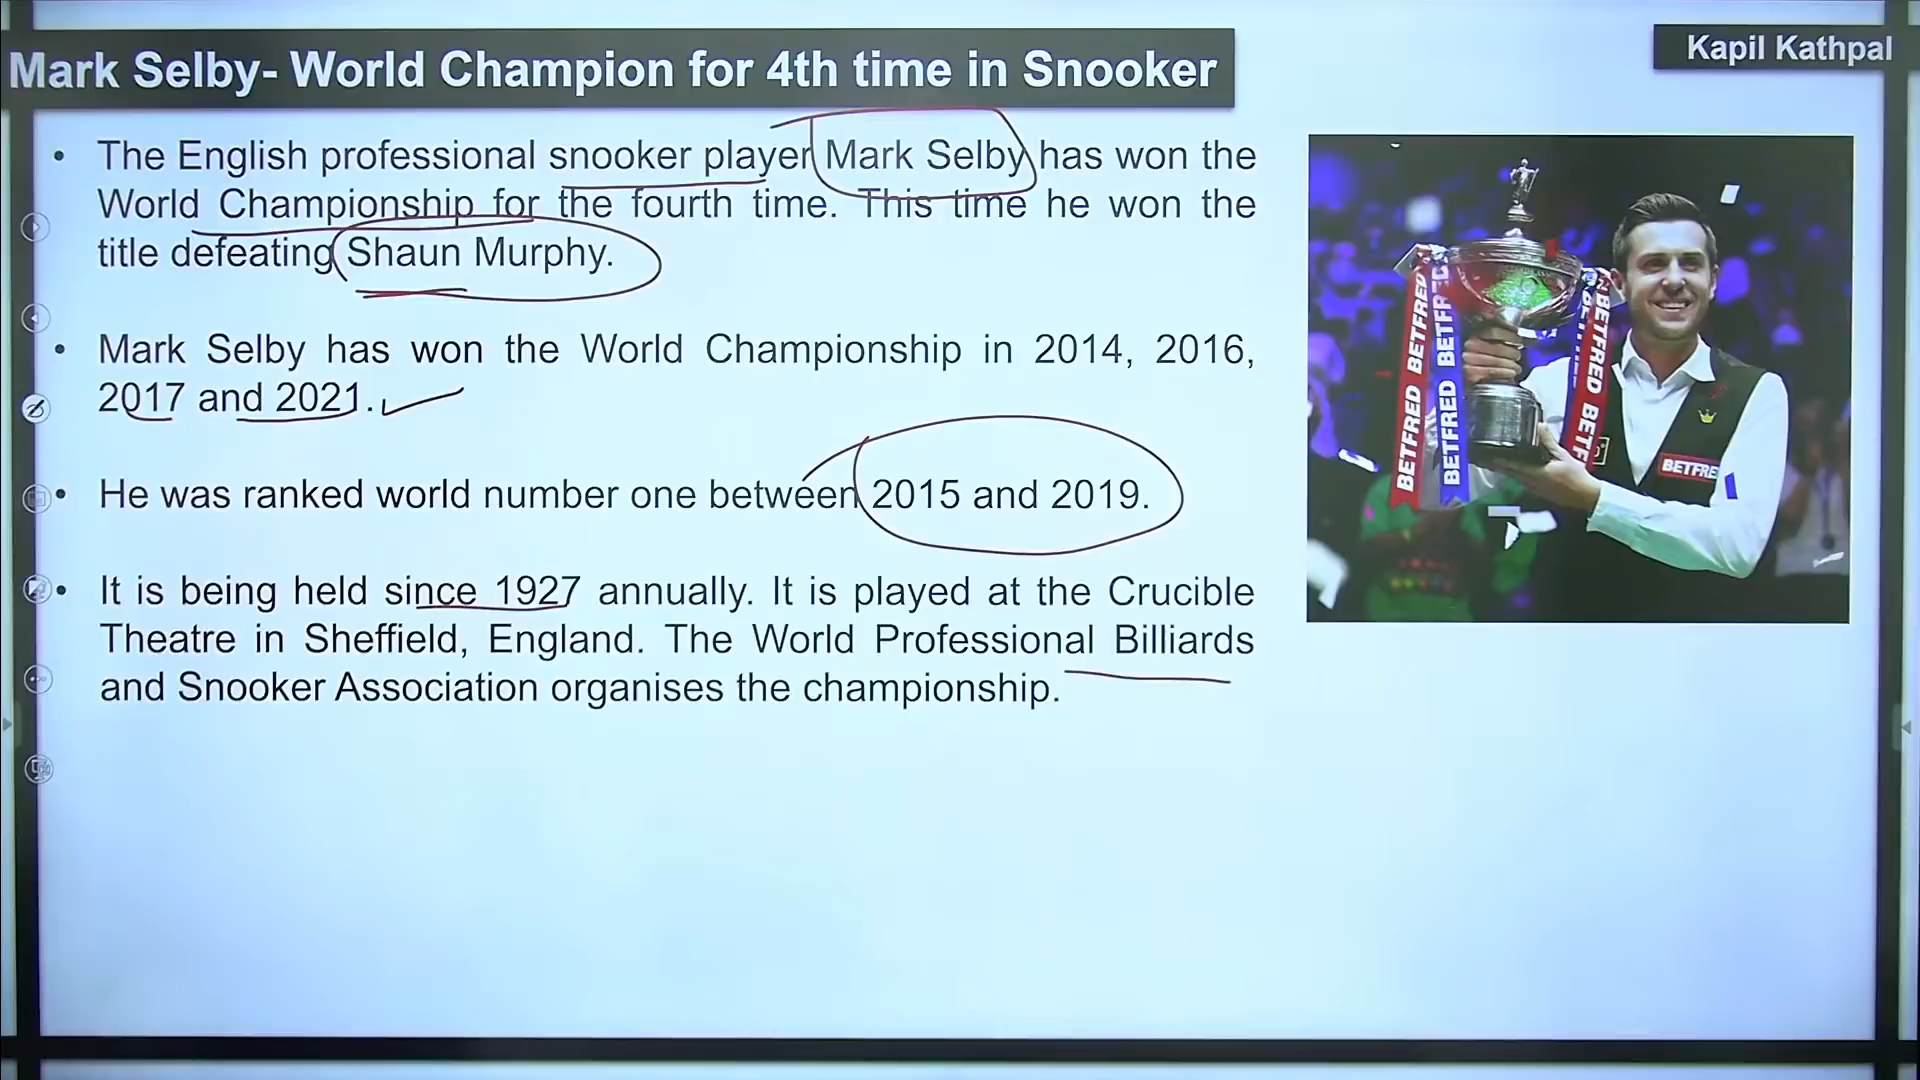 Mark Selby- World Champion for 4th time in Snooker
Kapil Kathpal
• The English professional snooker player Mark Selby has won the
World Championship for the fourth time. This time he won the
title defeating Shaun Murphy.
• Mark Selby has won the World Championship in 2014, 2016,
2017 and 2021.
• He was ranked world number one between 2015 and 2019.
• It is being held since 1927 annually. It is played at the Crucible
Theatre in Sheffield, England. The World Professional Billiards
and Snooker Association organises the championship.
BETFRED BETFRED
BETFRED BETFRED
BETFRED BETF
BETFRE